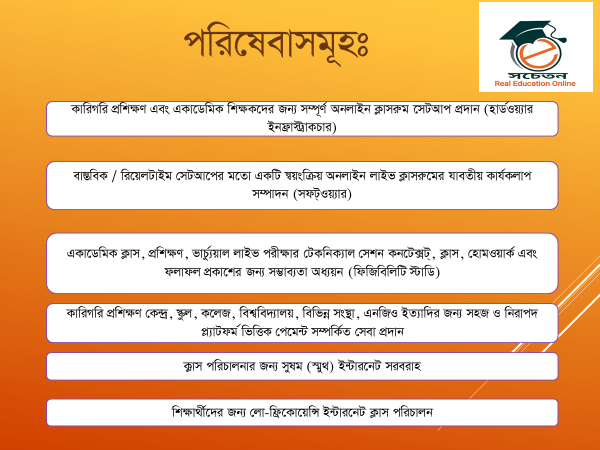 পরিষেবাসমূহঃ
সচেতন
Real Education Online
কারিগরি প্রশিক্ষণ এবং একাডেমিক শিক্ষকদের জন্য সম্পূর্ণ অনলাইন ক্লাসরুম সেটআপ প্রদান (হার্ডওয়্যার
ইনফ্রাস্ট্রাকচার)
বাস্তবিক / রিয়েলটাইম সেটআপের মতো একটি স্বয়ংক্রিয় অনলাইন লাইভ ক্লাসরুমের যাবতীয় কার্যকলাপ
সম্পাদন (সফট্ওয়্যার)
একাডেমিক ক্লাস, প্রশিক্ষণ, ভার্চ্যুয়াল লাইভ পরীক্ষার টেকনিক্যাল সেশন কনটেক্সট্, ক্লাস, হোমওয়ার্ক এবং
ফলাফল প্রকাশের জন্য সম্ভাব্যতা অধ্যয়ন (ফিজিবিলিটি স্টাডি)
কারিগরি প্রশিক্ষণ কেন্দ্র, স্কুল, কলেজ, বিশ্ববিদ্যালয়, বিভিন্ন সংস্থা, এনজিও ইত্যাদির জন্য সহজ ও নিরাপদ
প্ল্যাটফর্ম ভিত্তিক পেমেন্ট সম্পর্কিত সেবা প্রদান
ক্লাস পরিচালনার জন্য সুষম (স্মুথ) ইন্টারনেট সরবরাহ
শিক্ষার্থীদের জন্য লো-ফ্রিকোয়েন্সি ইন্টারনেট ক্লাস পরিচালন